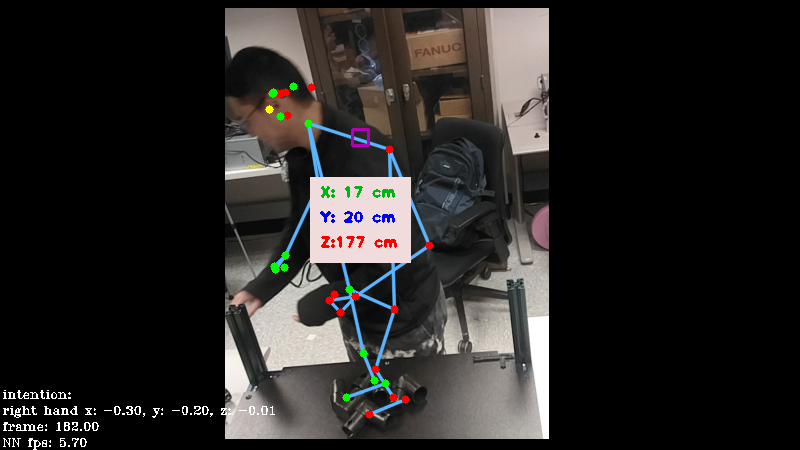 FANUC
X: 17 cm
Y: 20 cm
Z:177 cm
intention:
right hand x: -0.30, y: -0.20, z: -0.01
frame: 182.00
NN fps: 5.70